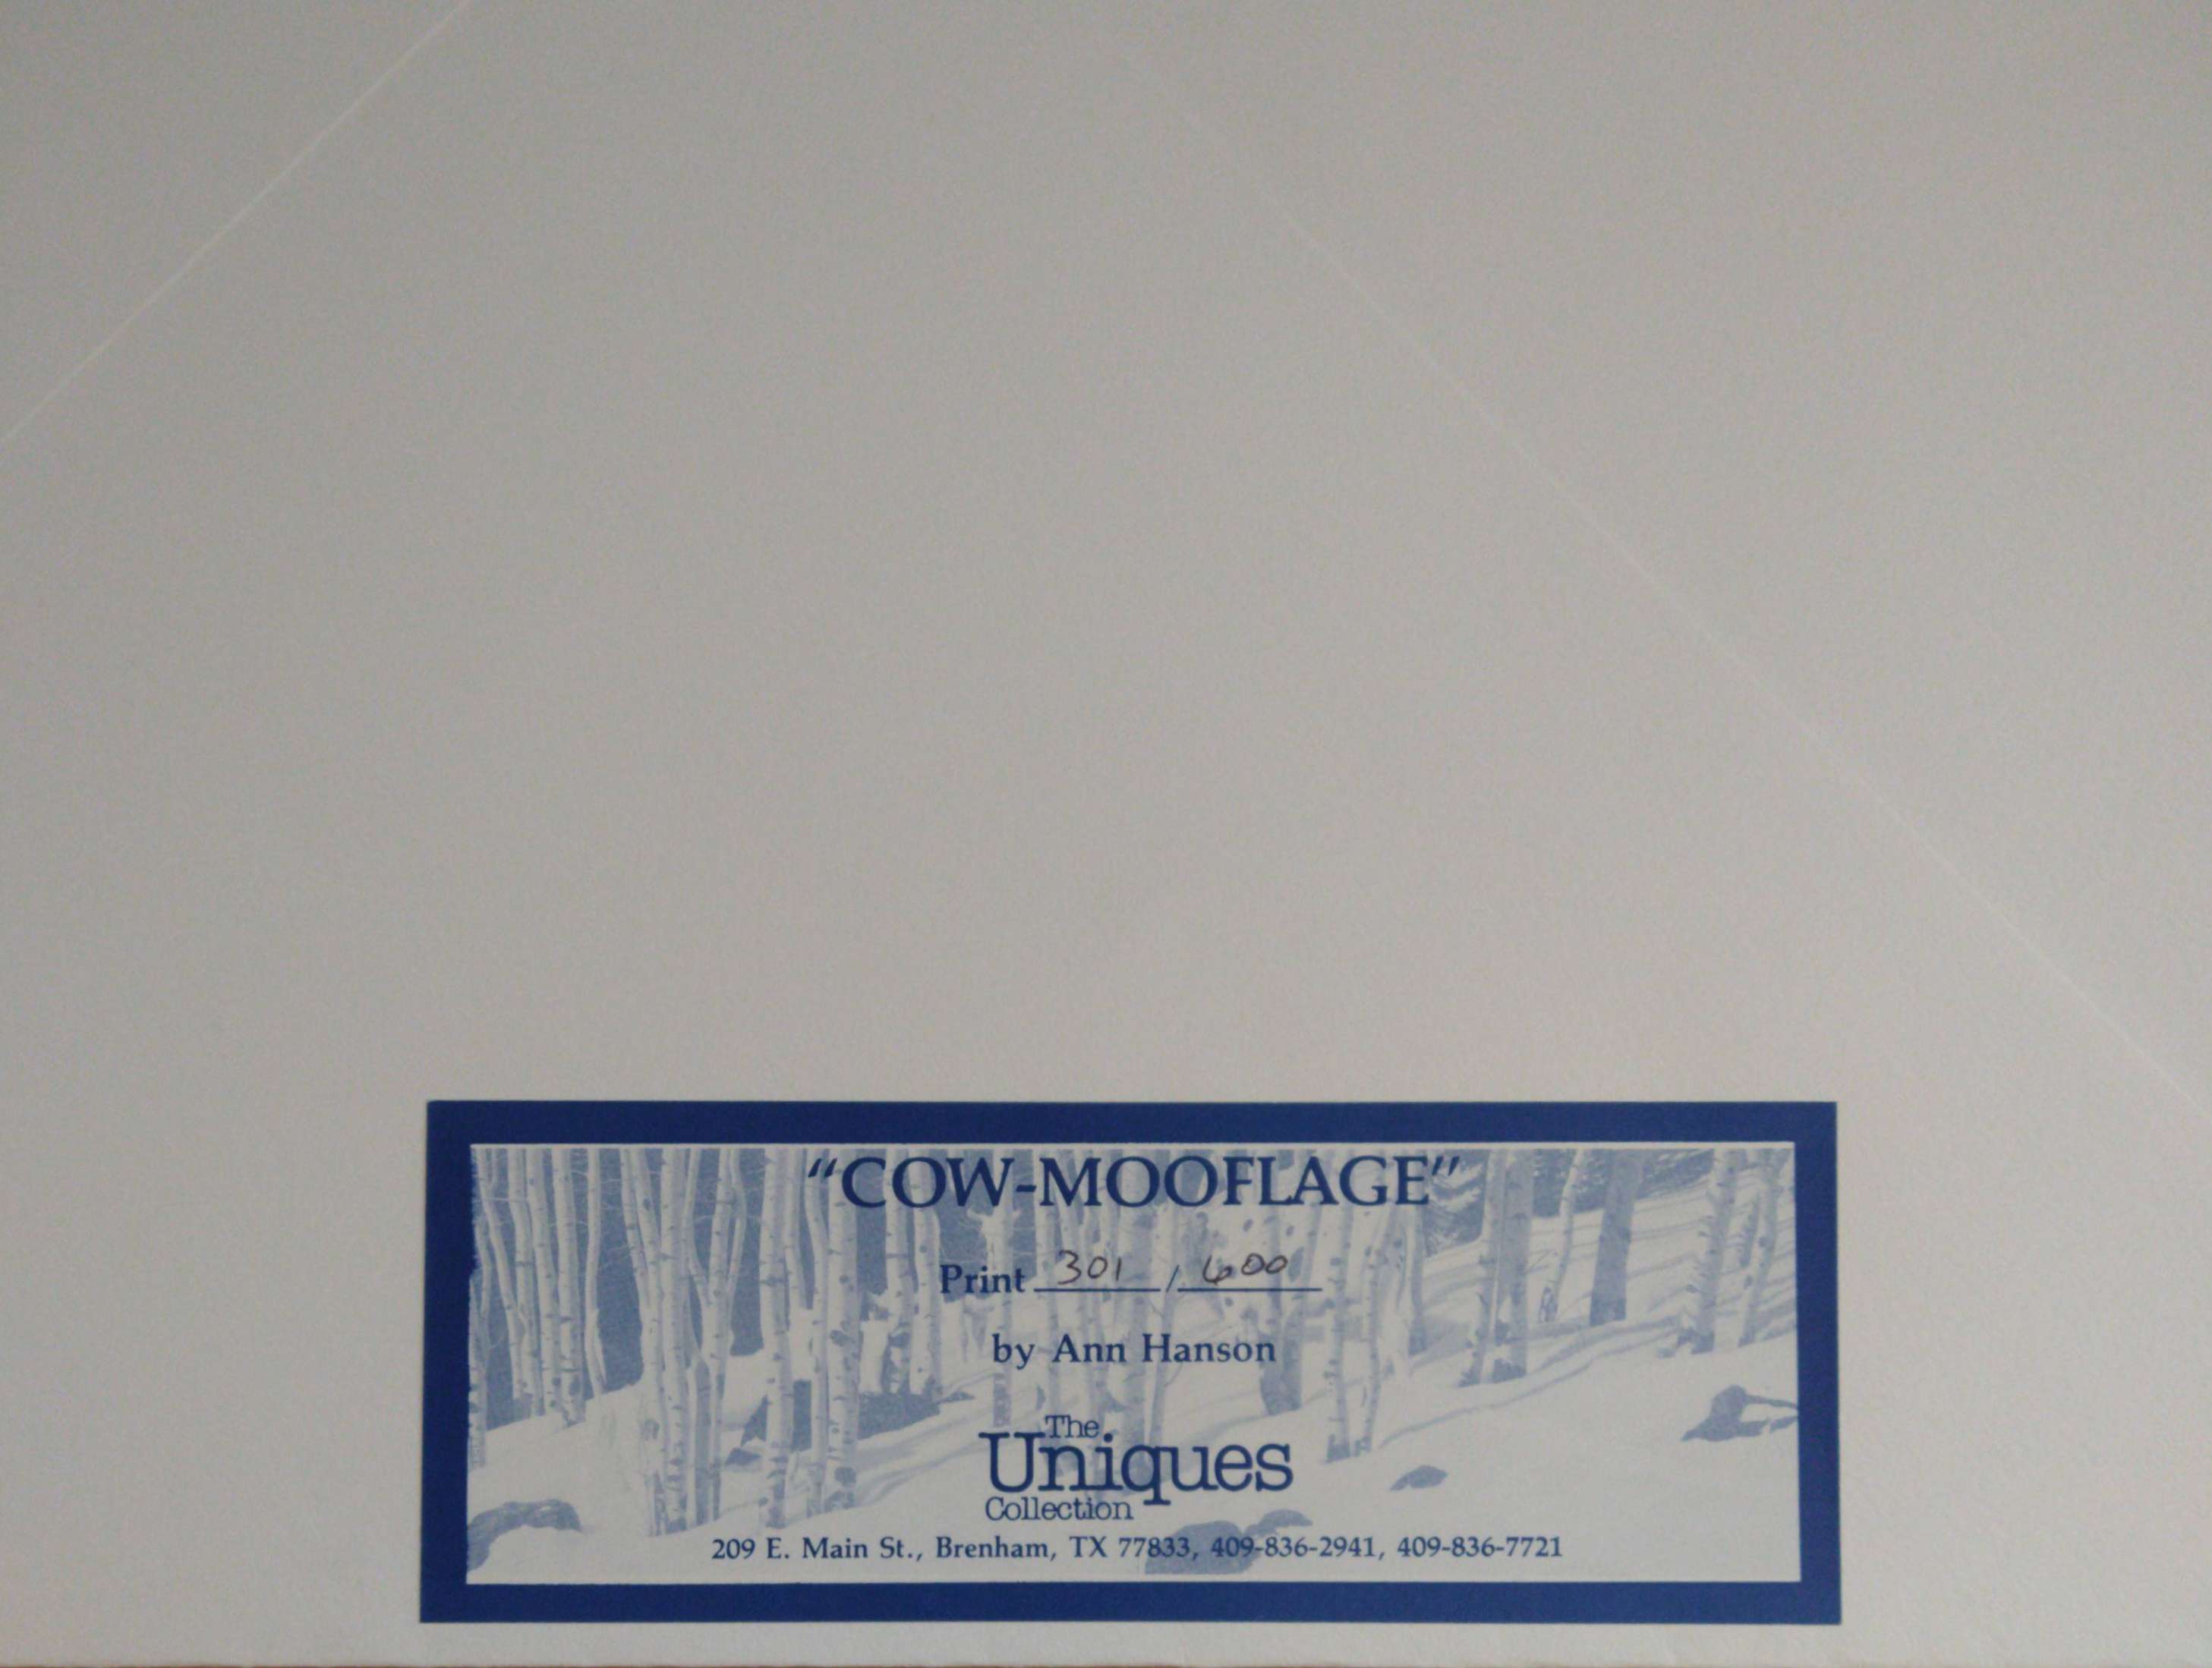 "COW-MOOFLAGE"
Print 301 / 600
by Ann Hanson
The
Uniques
Collection
209 E. Main St., Brenham, TX 77833, 409-836-2941, 409-836-7721